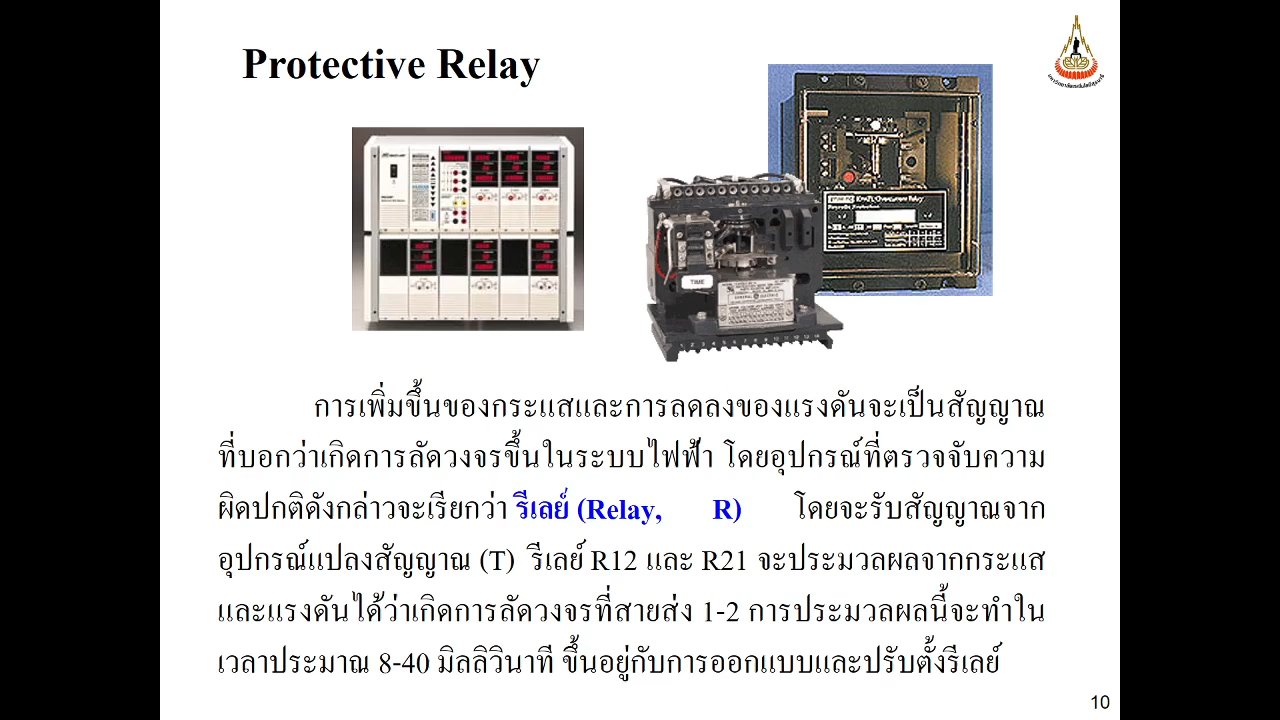 Protective Relay
TIME
การเพิ่มขึ้นของกระแสและการลดลงของแรงดันจะเป็นสัญญาณ
ที่บอกว่าเกิดการลัดวงจรขึ้นในระบบไฟฟ้า โดยอุปกรณ์ที่ตรวจจับความ
ผิดปกติดังกล่าวจะเรียกว่า รีเลย์ (Relay, R) โดยจะรับสัญญาณจาก
อุปกรณ์แปลงสัญญาณ (T) รีเลย์ R12 และ R21 จะประมวลผลจากกระแส
และแรงดันได้ว่าเกิดการลัดวงจรที่สายส่ง 1-2 การประมวลผลนี้จะทำใน
เวลาประมาณ 8-40 มิลลิวินาที ขึ้นอยู่กับการออกแบบและปรับตั้งรีเลย์
10